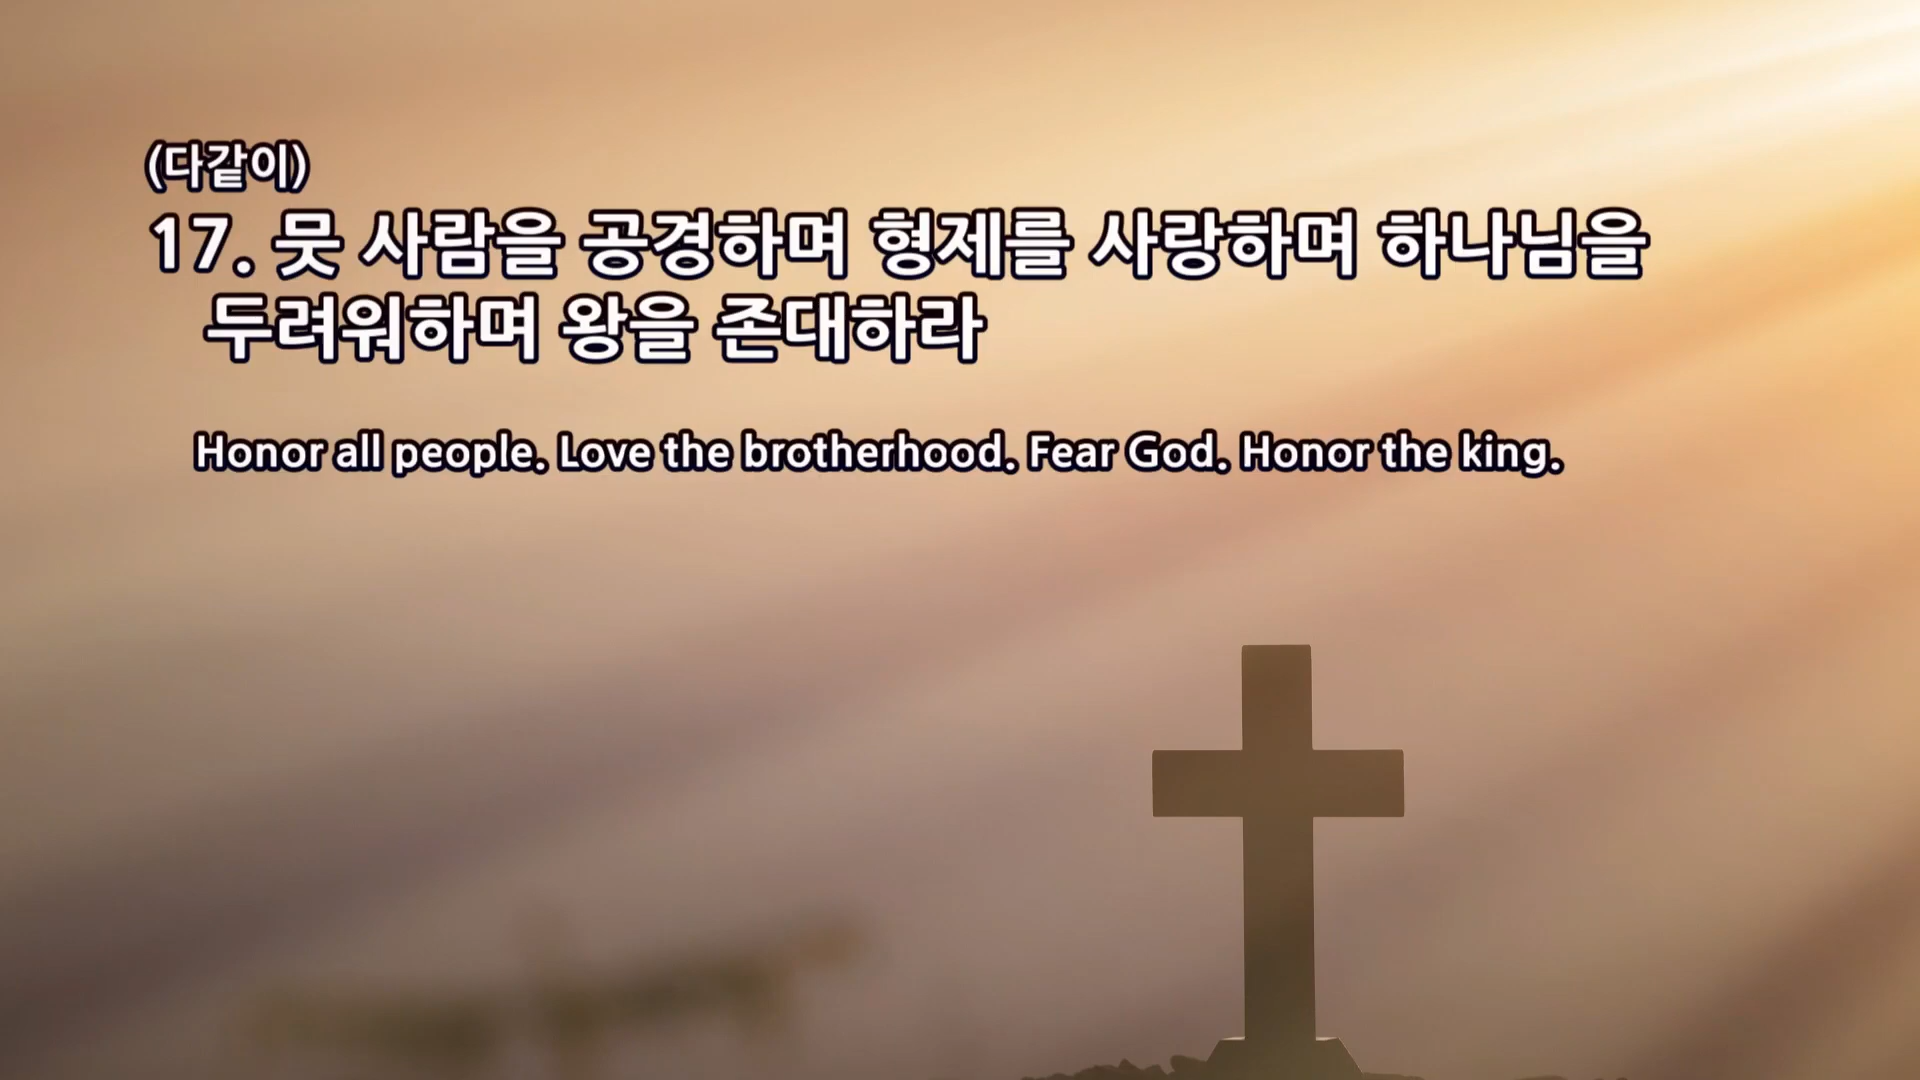 (다같이)
17. 뭇 사람을 공경하며 형제를 사랑하며 하나님을
두려워하며 왕을 존대하라
Honor all people. Love the brotherhood. Fear God. Honor the king.